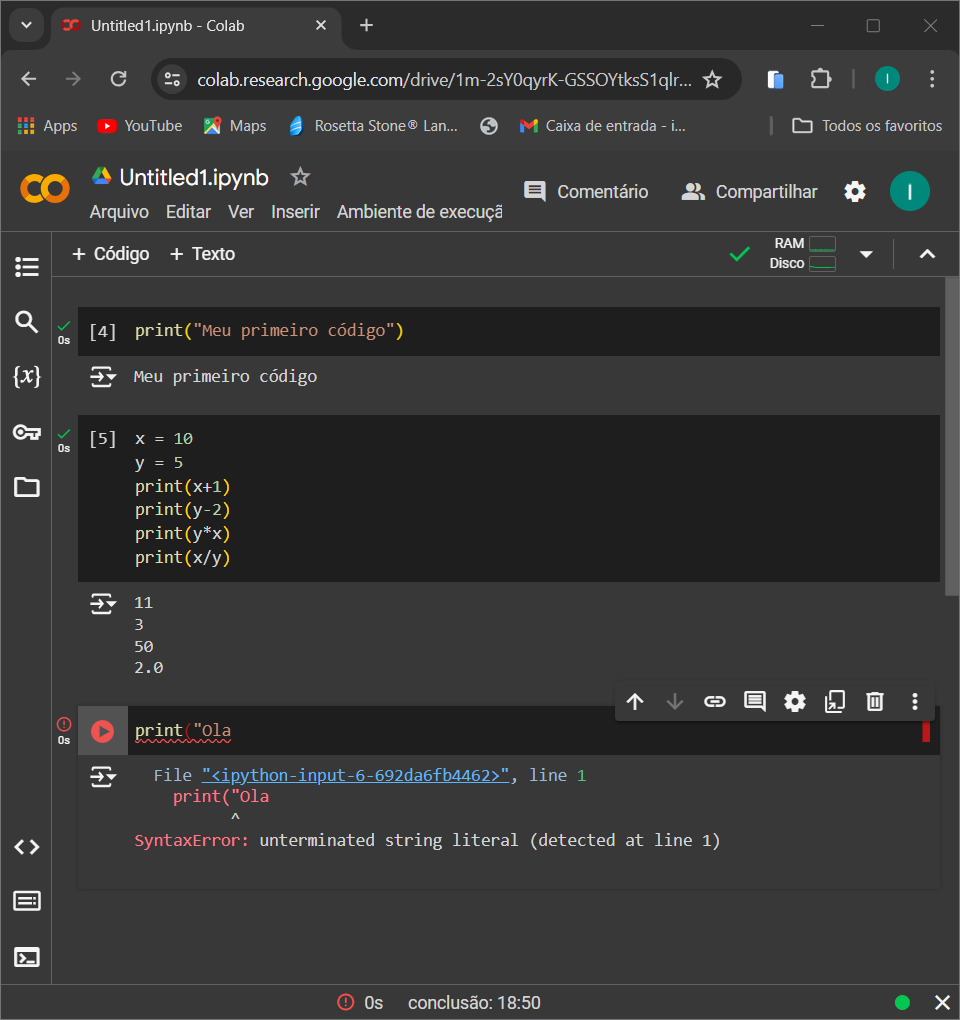 Untitled1.ipynb - Colab
colab.research.google.com/drive/1m-2sY0qyrK-GSSOYtksS1qlr...
I
Apps YouTube Maps Rosetta Stone® Lan... Caixa de entrada - i... Todos os favoritos
CO Untitled1.ipynb Comentário Compartilhar I
Arquivo Editar Ver Inserir Ambiente de execuçã
+ Código + Texto RAM
Disco
[4] print("Meu primeiro código")
0s
Meu primeiro código
{x}
[5] x = 10
0s
y = 5
print(x+1)
print(y-2)
print(y*x)
print(x/y)
11
3
50
2.0
print("Ola
0s
File "<ipython-input-6-692da6fb4462>", line 1
print("Ola
^
SyntaxError: unterminated string literal (detected at line 1)
0s conclusão: 18:50